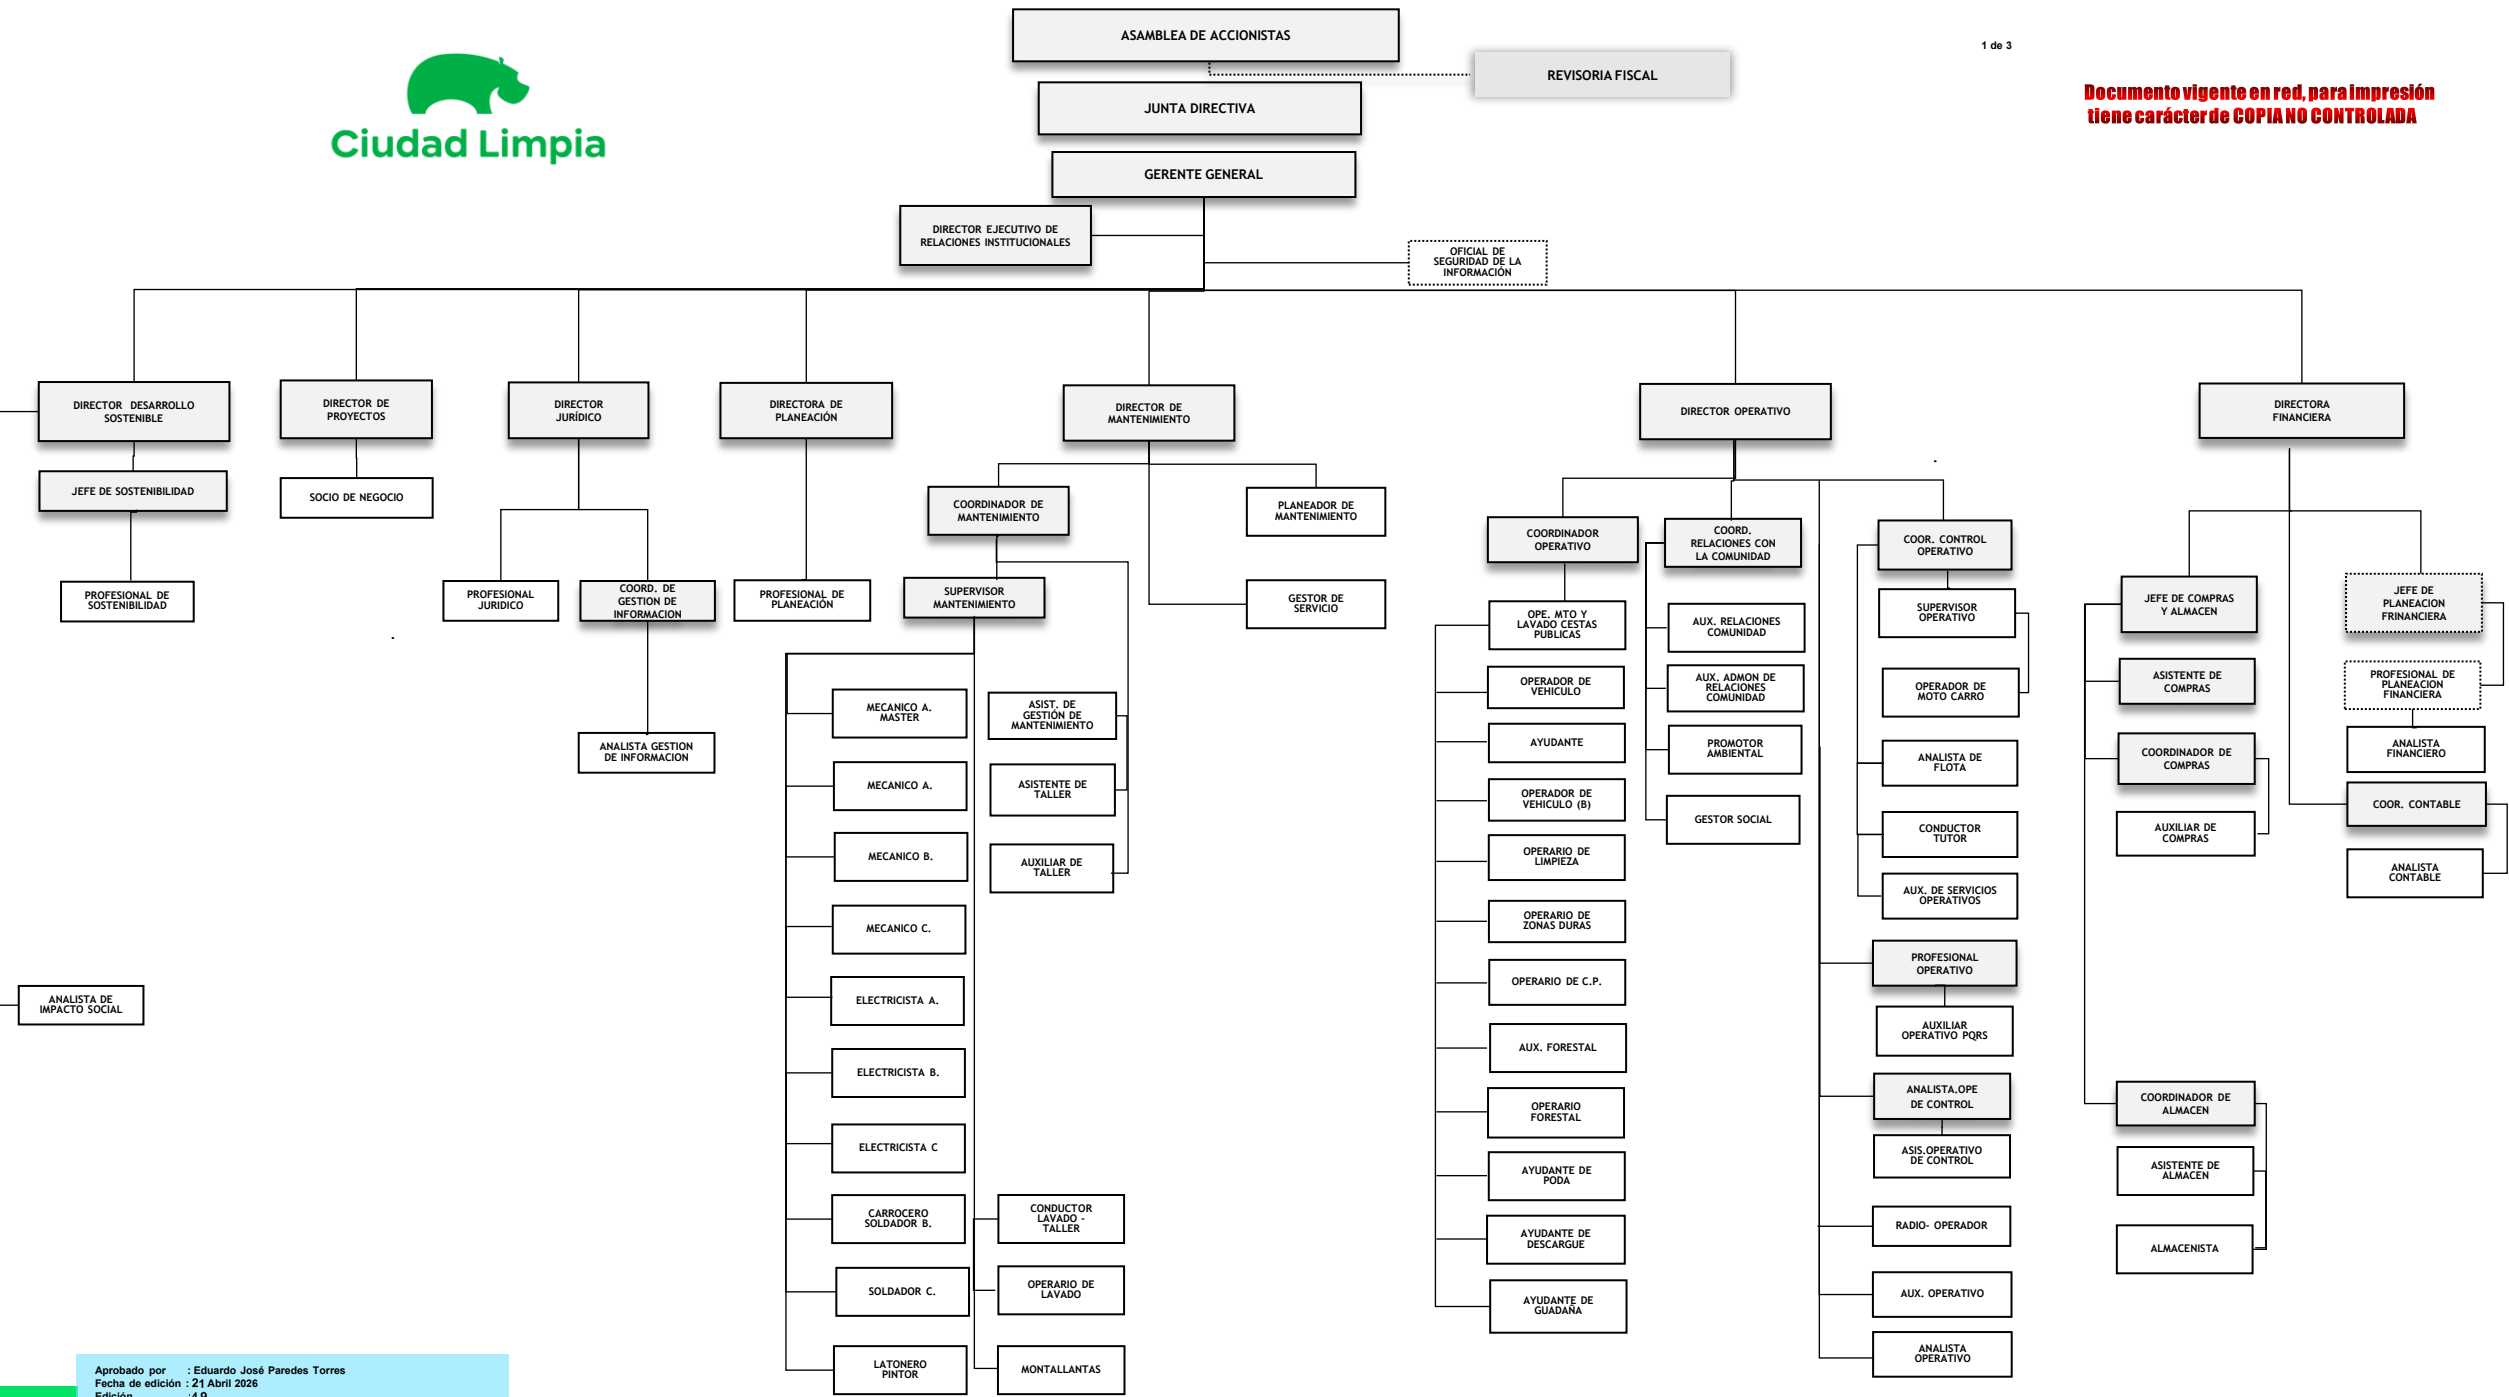 ASAMBLEA DE ACCIONISTAS
1 de 3
REVISORIA FISCAL
Documento vigente en red, para impresión
tiene carácter de COPIA NO CONTROLADA
JUNTA DIRECTIVA
Ciudad Limpia
GERENTE GENERAL
DIRECTOR EJECUTIVO DE
RELACIONES INSTITUCIONALES
OFICIAL DE
SEGURIDAD DE LA
INFORMACIÓN
DIRECTOR DESARROLLO
SOSTENIBLE
DIRECTOR DE
PROYECTOS
DIRECTOR
JURÍDICO
DIRECTORA DE
PLANEACIÓN
DIRECTOR DE
MANTENIMIENTO
DIRECTOR OPERATIVO
DIRECTORA
FINANCIERA
JEFE DE SOSTENIBILIDAD
PROFESIONAL DE
SOSTENIBILIDAD
ANALISTA DE
IMPACTO SOCIAL
SOCIO DE NEGOCIO
PROFESIONAL
JURIDICO
COORD. DE
GESTION DE
INFORMACION
ANALISTA GESTION
DE INFORMACION
PROFESIONAL DE
PLANEACIÓN
COORDINADOR DE
MANTENIMIENTO
PLANEADOR DE
MANTENIMIENTO
SUPERVISOR
MANTENIMIENTO
GESTOR DE
SERVICIO
MECANICO A.
MASTER
MECANICO A.
MECANICO B.
MECANICO C.
ELECTRICISTA A.
ELECTRICISTA B.
ELECTRICISTA C
CARROCERO
SOLDADOR B.
SOLDADOR C.
LATONERO
PINTOR
ASIST. DE
GESTIÓN DE
MANTENIMIENTO
ASISTENTE DE
TALLER
AUXILIAR DE
TALLER
CONDUCTOR
LAVADO -
TALLER
OPERARIO DE
LAVADO
MONTALLANTAS
COORDINADOR
OPERATIVO
OPE. MTO Y
LAVADO CESTAS
PUBLICAS
OPERADOR DE
VEHICULO
AYUDANTE
OPERADOR DE
VEHICULO (B)
OPERARIO DE
LIMPIEZA
OPERARIO DE
ZONAS DURAS
OPERARIO DE C.P.
AUX. FORESTAL
OPERARIO
FORESTAL
AYUDANTE DE
PODA
AYUDANTE DE
DESCARGUE
AYUDANTE DE
GUADAÑA
COORD.
RELACIONES CON
LA COMUNIDAD
AUX. RELACIONES
COMUNIDAD
AUX. ADMON DE
RELACIONES
COMUNIDAD
PROMOTOR
AMBIENTAL
GESTOR SOCIAL
COOR. CONTROL
OPERATIVO
SUPERVISOR
OPERATIVO
OPERADOR DE
MOTO CARRO
ANALISTA DE
FLOTA
CONDUCTOR
TUTOR
AUX. DE SERVICIOS
OPERATIVOS
PROFESIONAL
OPERATIVO
AUXILIAR
OPERATIVO PQRS
ANALISTA.OPE
DE CONTROL
ASIS.OPERATIVO
DE CONTROL
RADIO- OPERADOR
AUX. OPERATIVO
ANALISTA
OPERATIVO
JEFE DE COMPRAS
Y ALMACEN
ASISTENTE DE
COMPRAS
COORDINADOR DE
COMPRAS
AUXILIAR DE
COMPRAS
COORDINADOR DE
ALMACEN
ASISTENTE DE
ALMACEN
ALMACENISTA
JEFE DE
PLANEACION
FRINANCIERA
PROFESIONAL DE
PLANEACION
FINANCIERA
ANALISTA
FINANCIERO
COOR. CONTABLE
ANALISTA
CONTABLE
Aprobado por : Eduardo José Paredes Torres
Fecha de edición : 21 Abril 2026
Edición : 4 9